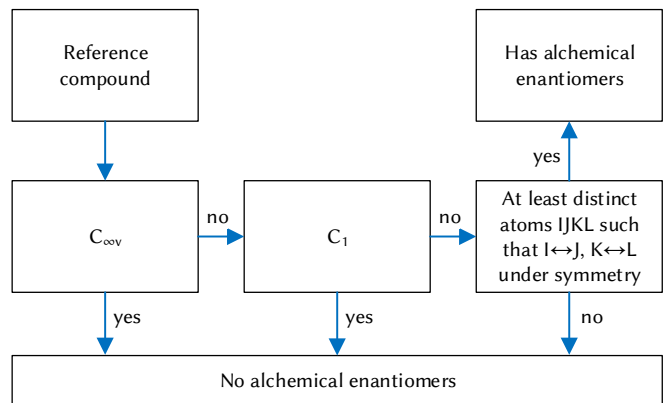 Reference
compound
Has alchemical
enantiomers
yes
C∞v
no
C1
no
At least distinct
atoms IJKL such
that I↔J, K↔L
under symmetry
yes
yes
no
No alchemical enantiomers